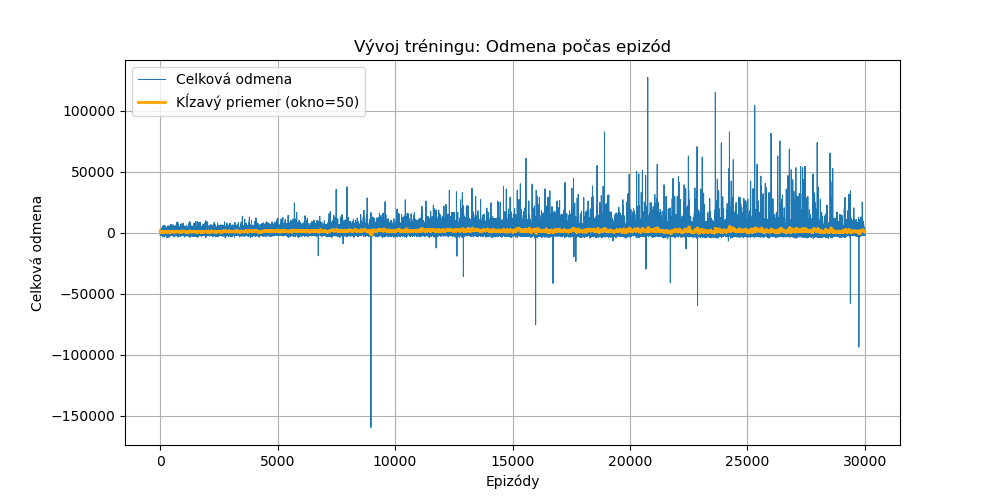 Vývoj tréningu: Odmena počas epizód
Celková odmena
Kĺzavý priemer (okno=50)
100000
50000
0
−50000
−100000
−150000
Celková odmena
0
5000
10000
15000
20000
25000
30000
Epizódy